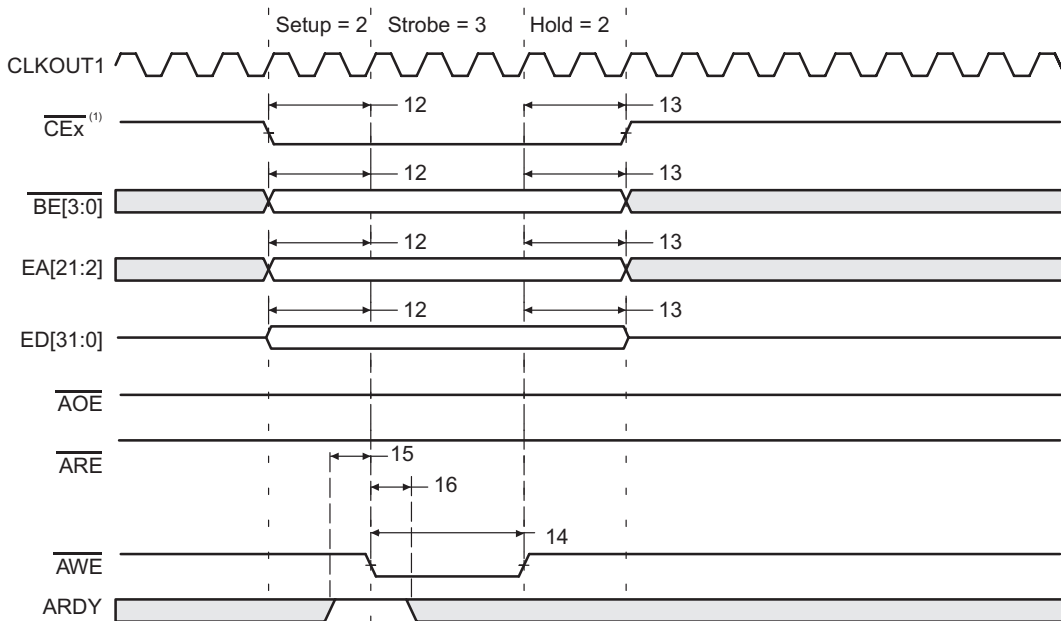 Setup = 2 Strobe = 3 Hold = 2
CLKOUT1
12 13
CEx (1)
12 13
BE[3:0]
12 13
EA[21:2]
12 13
ED[31:0]
AOE
15
ARE
16
14
AWE
ARDY